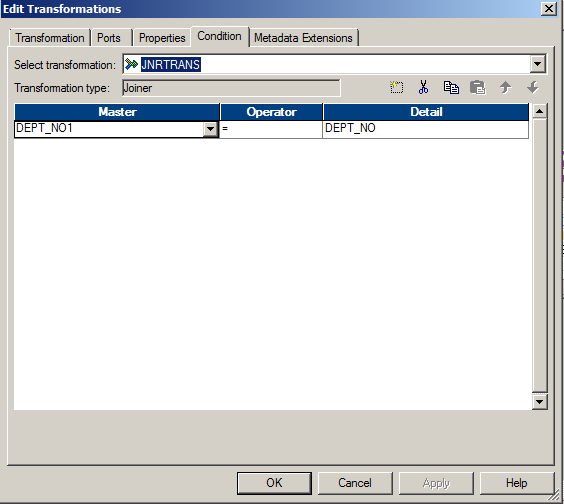 Edit Transformations
Transformation Ports Properties Condition Metadata Extensions
Select transformation: JNRTRANS
Transformation type: Joiner
Master Operator Detail
DEPT_NO1 = DEPT_NO
OK Cancel Apply Help